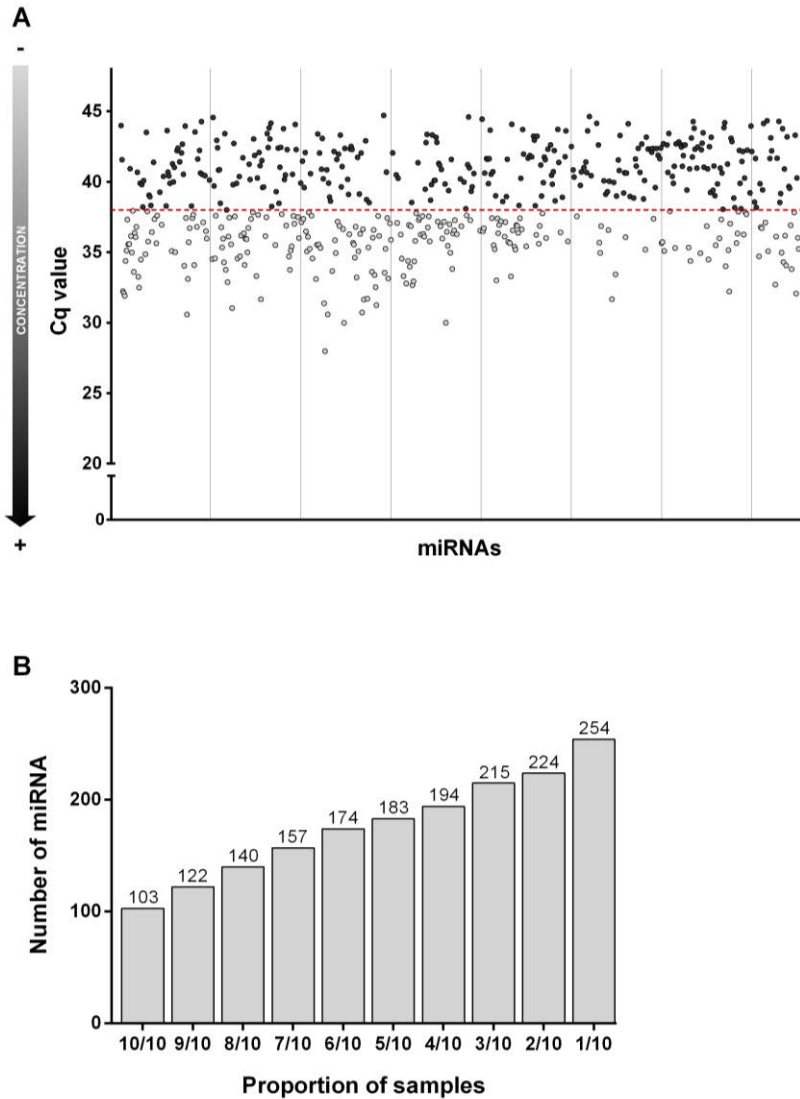 A
-
CONCENTRATION
+
Cq value
45
40
35
30
25
20
0
miRNAs
B
Number of miRNA
300
200
100
0
103
122
140
157
174
183
194
215
224
254
10/10 9/10 8/10 7/10 6/10 5/10 4/10 3/10 2/10 1/10
Proportion of samples